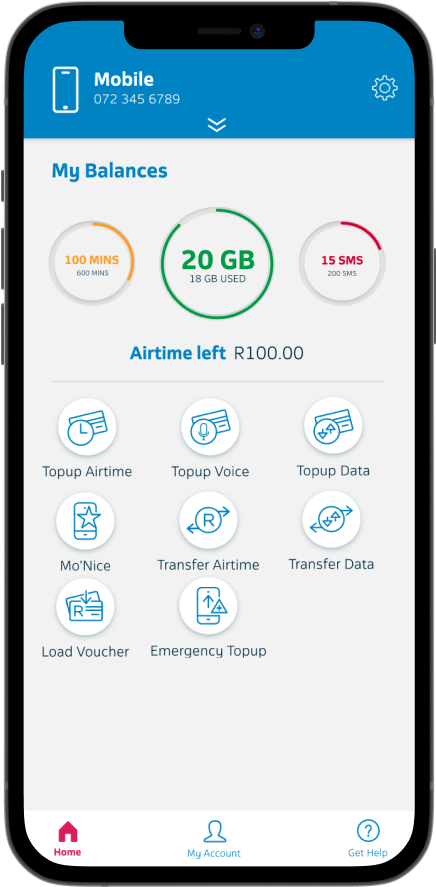 Mobile
072 345 6789
My Balances
100 MINS
600 MINS
20 GB
18 GB USED
15 SMS
200 SMS
Airtime left R100.00
Topup Airtime
Topup Voice
Topup Data
R
Mo'Nice
Transfer Airtime
Transfer Data
R
Load Voucher
Emergency Topup
Home
My Account
?
Get Help